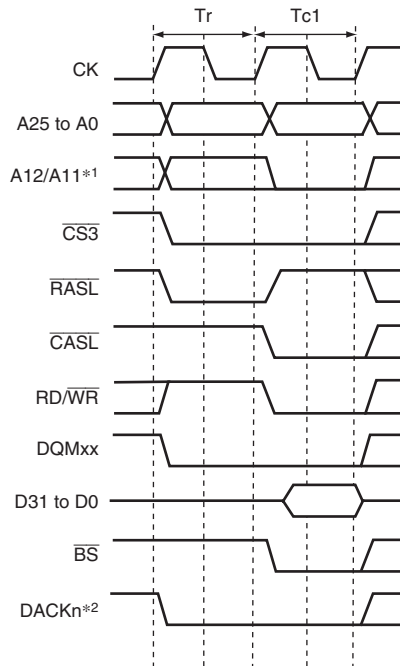 Tr Tc1
CK
A25 to A0
A12/A11*1
CS3
RASL
CASL
RD/WR
DQMxx
D31 to D0
BS
DACKn*2